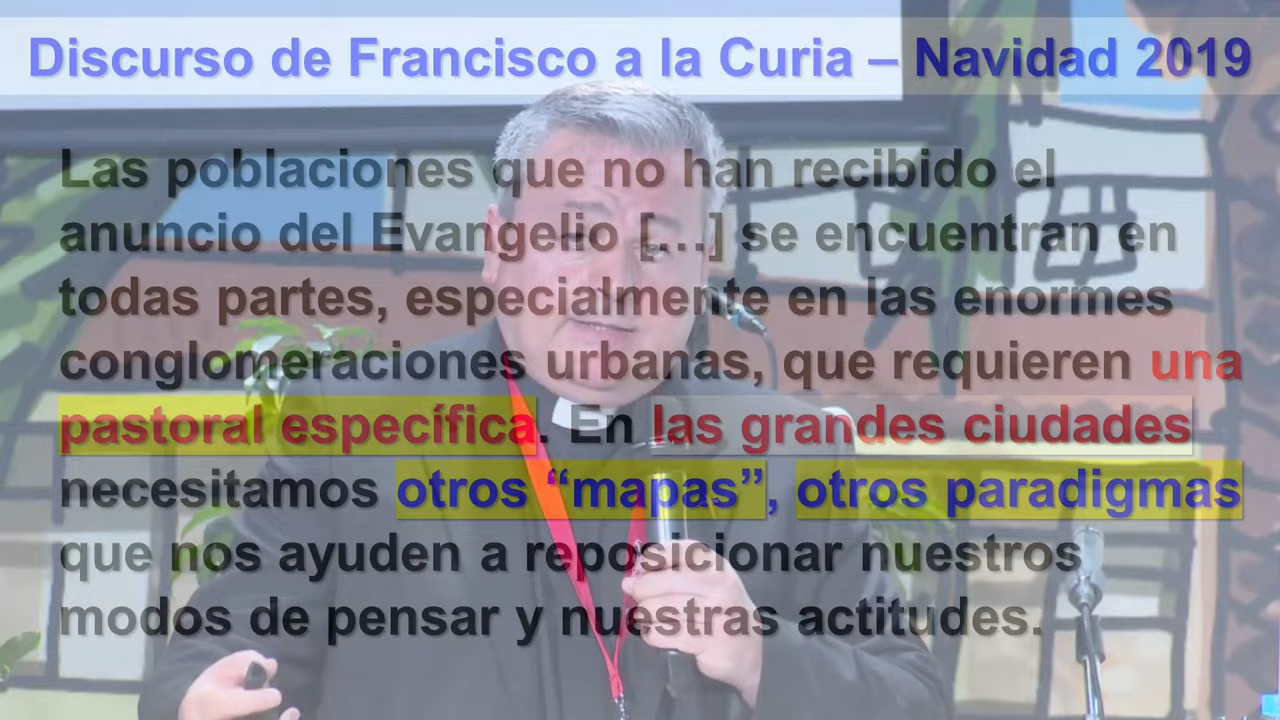 Discurso de Francisco a la Curia – Navidad 2019
Las poblaciones que no han recibido el
anuncio del Evangelio […] se encuentran en
todas partes, especialmente en las enormes
conglomeraciones urbanas, que requieren una
pastoral específica. En las grandes ciudades
necesitamos otros “mapas”, otros paradigmas
que nos ayuden a reposicionar nuestros
modos de pensar y nuestras actitudes.